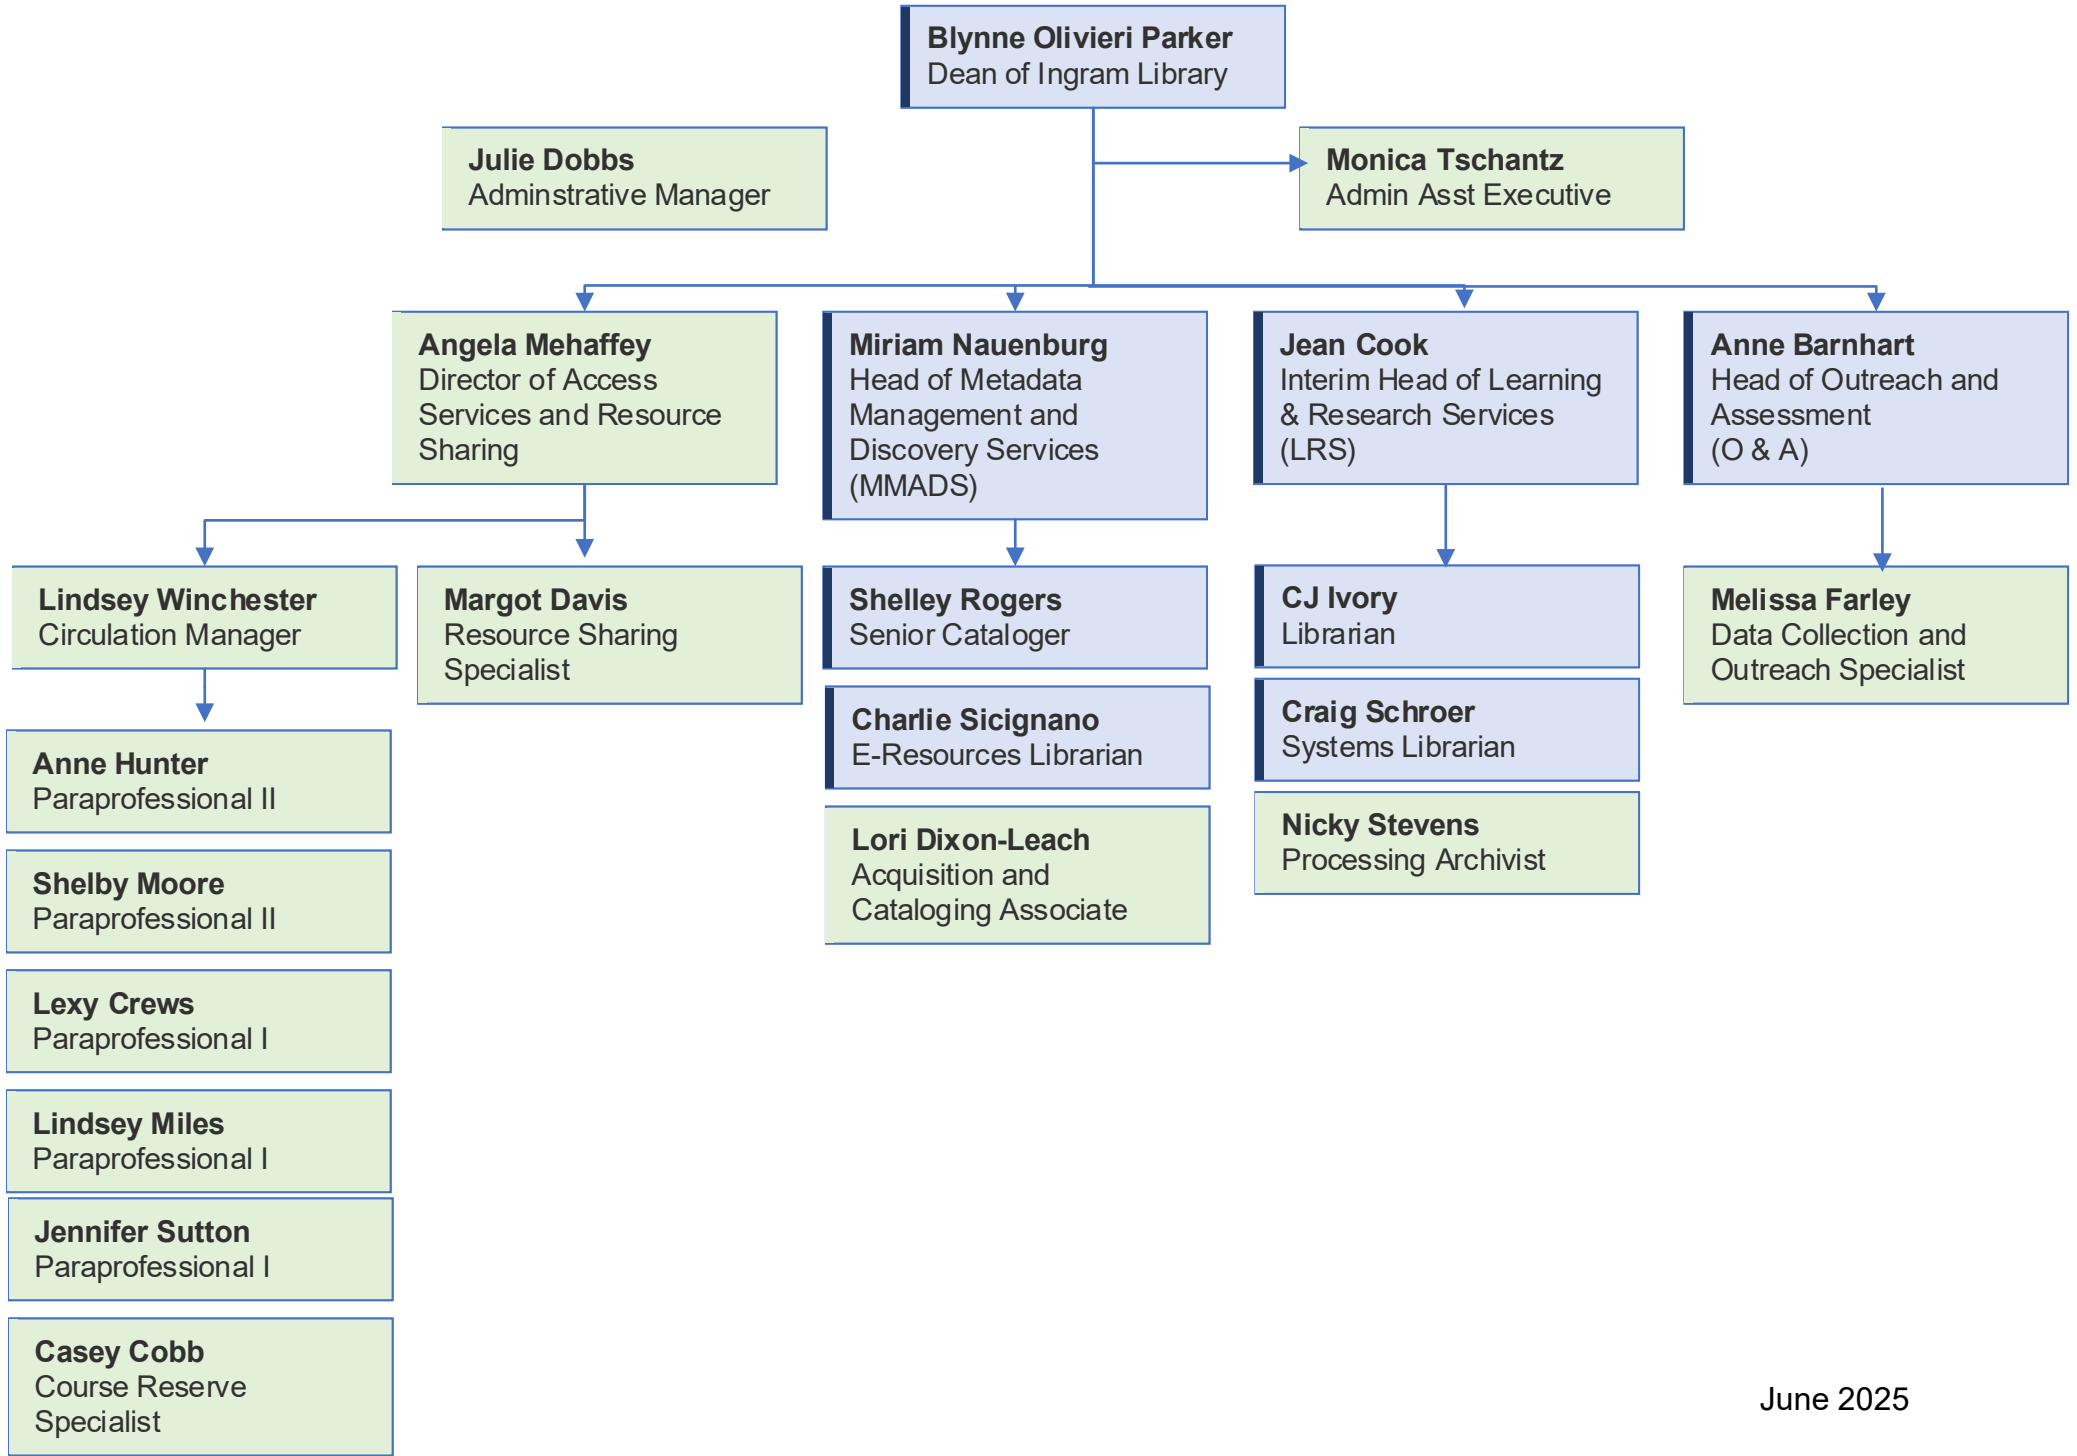 Blynne Olivieri Parker
Dean of Ingram Library
Julie Dobbs
Adminstrative Manager
Monica Tschantz
Admin Asst Executive
Angela Mehaffey
Director of Access
Services and Resource
Sharing
Miriam Nauenburg
Head of Metadata
Management and
Discovery Services
(MMADS)
Jean Cook
Interim Head of Learning
& Research Services
(LRS)
Anne Barnhart
Head of Outreach and
Assessment
(O & A)
Lindsey Winchester
Circulation Manager
Margot Davis
Resource Sharing
Specialist
Shelley Rogers
Senior Cataloger
CJ Ivory
Librarian
Melissa Farley
Data Collection and
Outreach Specialist
Charlie Sicignano
E-Resources Librarian
Craig Schroer
Systems Librarian
Lori Dixon-Leach
Acquisition and
Cataloging Associate
Nicky Stevens
Processing Archivist
Anne Hunter
Paraprofessional II
Shelby Moore
Paraprofessional II
Lexy Crews
Paraprofessional I
Lindsey Miles
Paraprofessional I
Jennifer Sutton
Paraprofessional I
Casey Cobb
Course Reserve
Specialist
June 2025